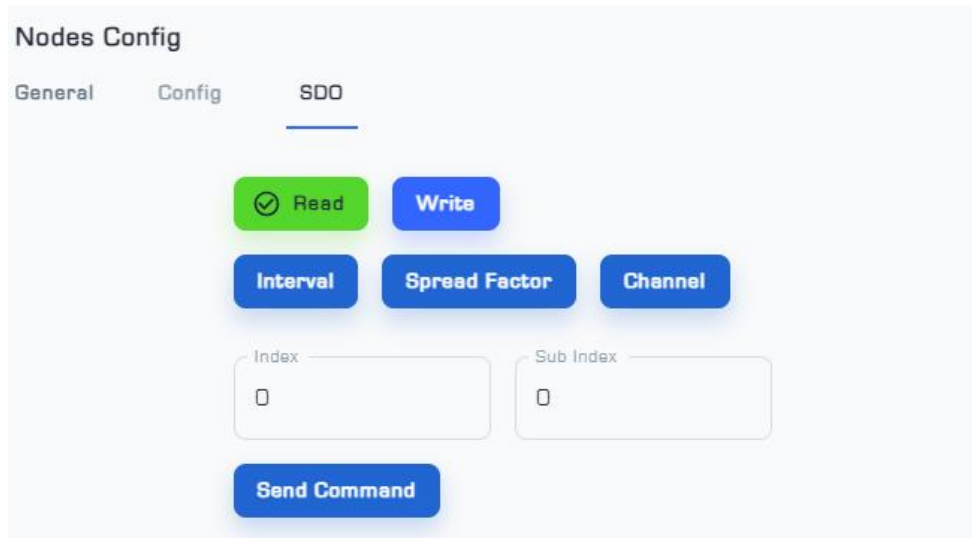 Nodes Config
General Config SDO
Read Write
Interval Spread Factor Channel
Index Sub Index
0 0
Send Command